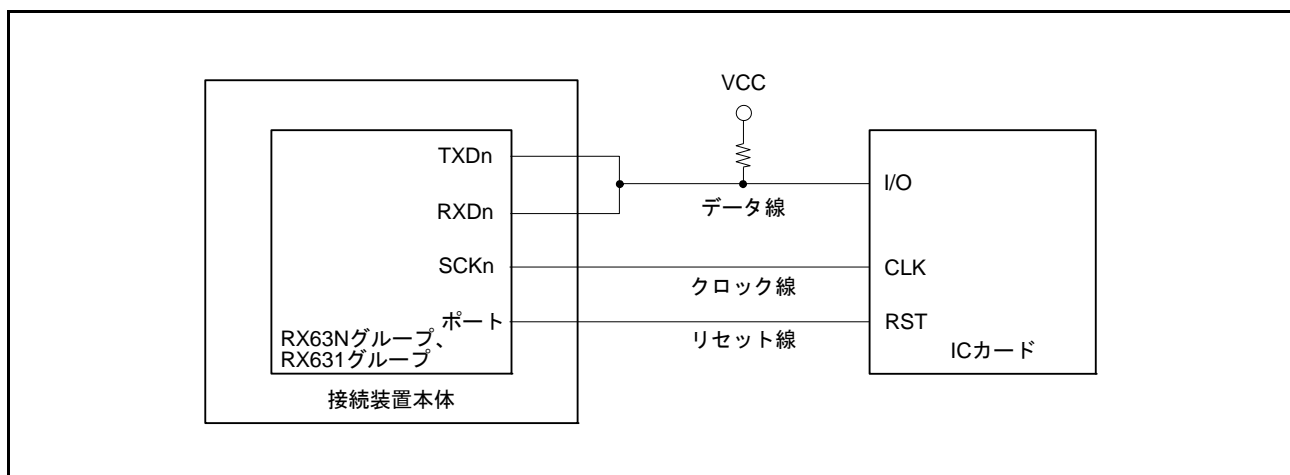 VCC
TXDn
I/O
データ線
RXDn
SCKn
CLK
クロック線
ポート
RST
リセット線
RX63Nグループ、
RX631グループ
ICカード
接続装置本体